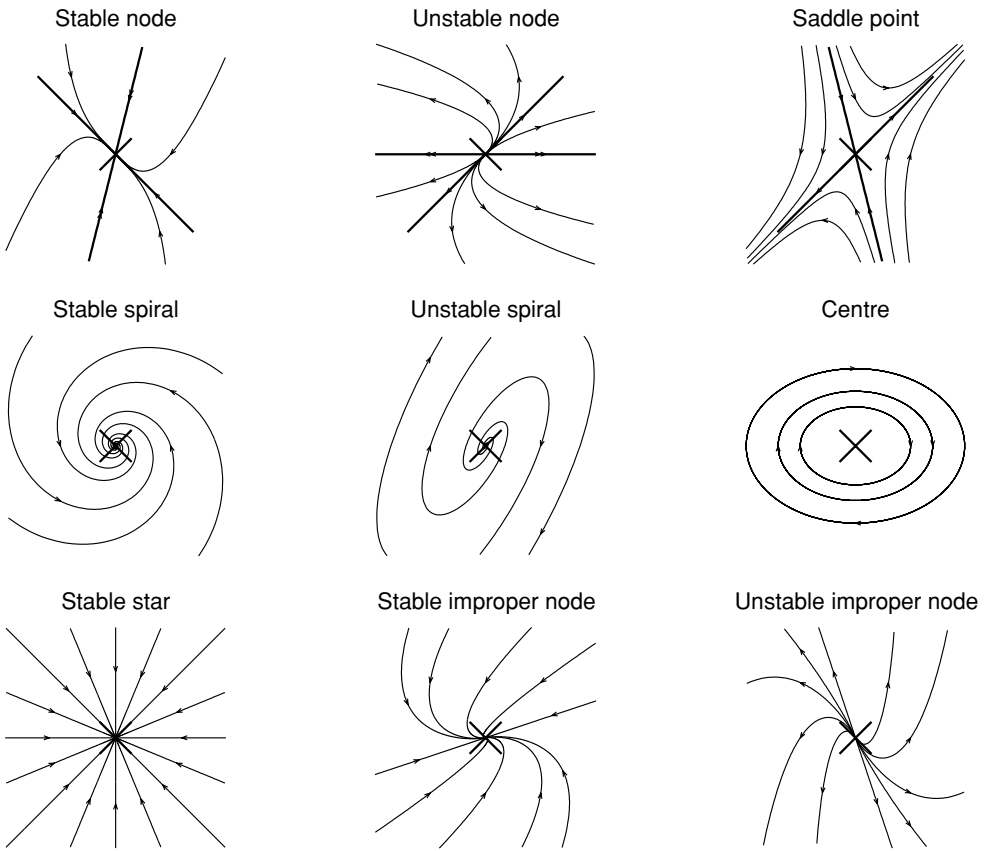 Stable node
Unstable node
Saddle point
Stable spiral
Unstable spiral
Centre
Stable star
Stable improper node
Unstable improper node